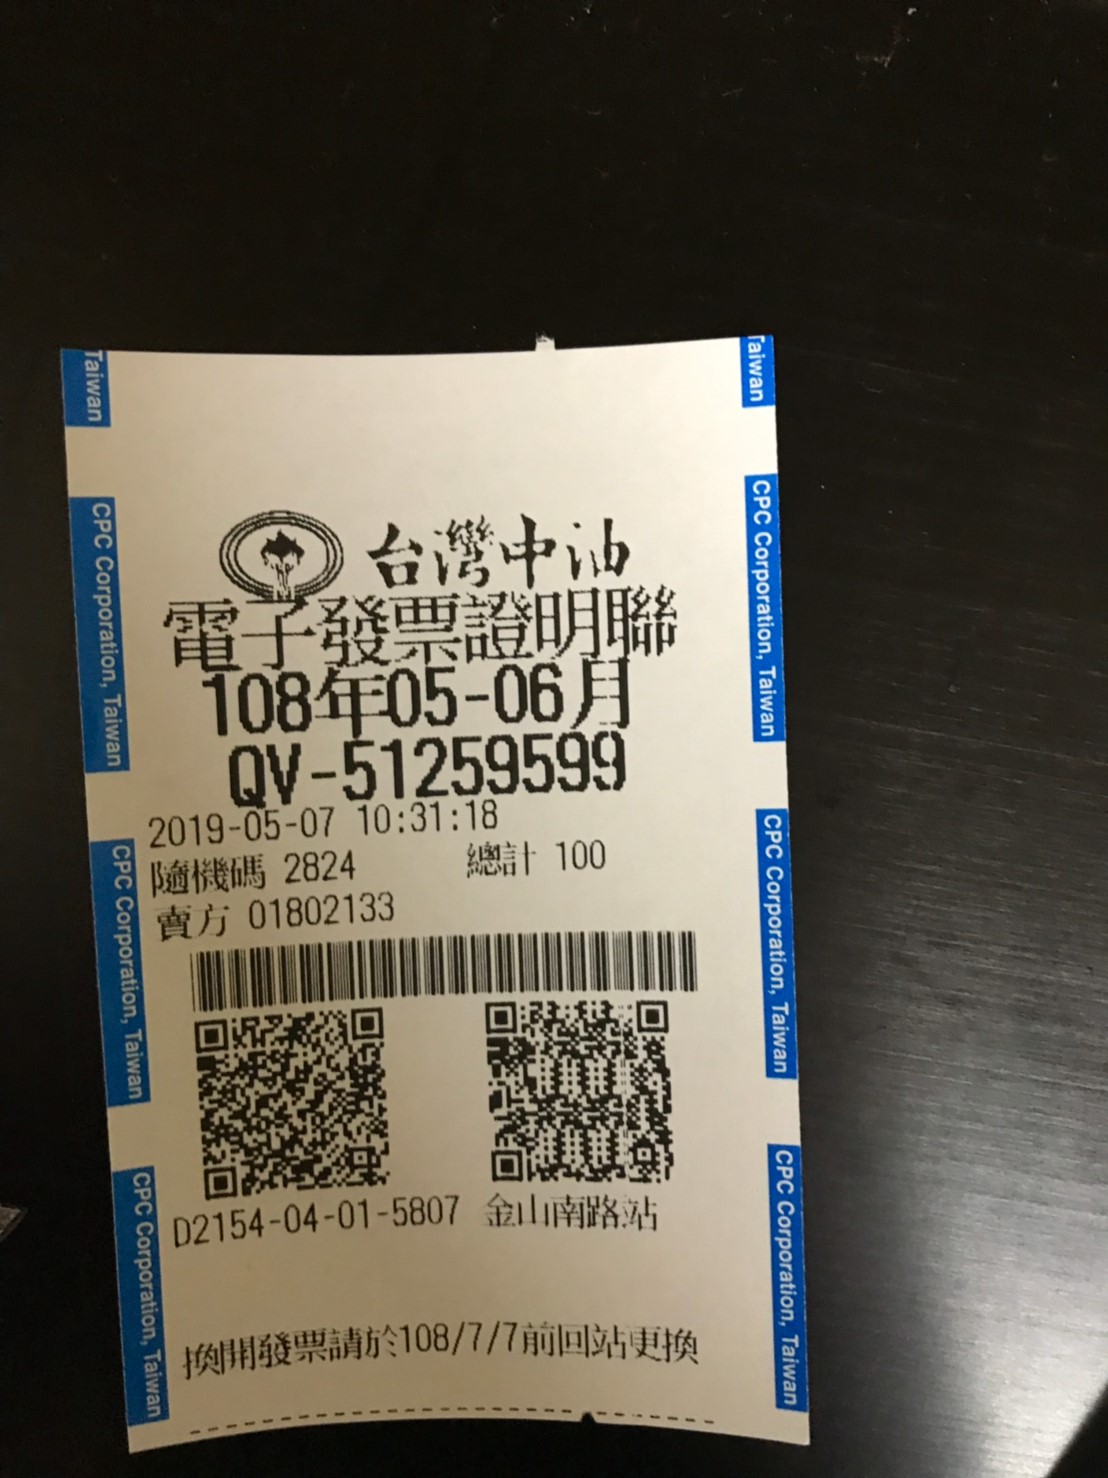 台灣中油
電子發票證明聯
108年05-06月
QV-51259599
2019-05-07 10:31:18
隨機碼 2824 總計 100
賣方 01802133
D2154-04-01-5807 金山南路站
換開發票請於108/7/7前回站更換
Taiwan
CPC Corporation, Taiwan
CPC Corporation, Taiwan
CPC Corporation, Taiwan
Taiwan
CPC Corporation, Taiwan
CPC Corporation, Taiwan
CPC Corporation, Taiwan